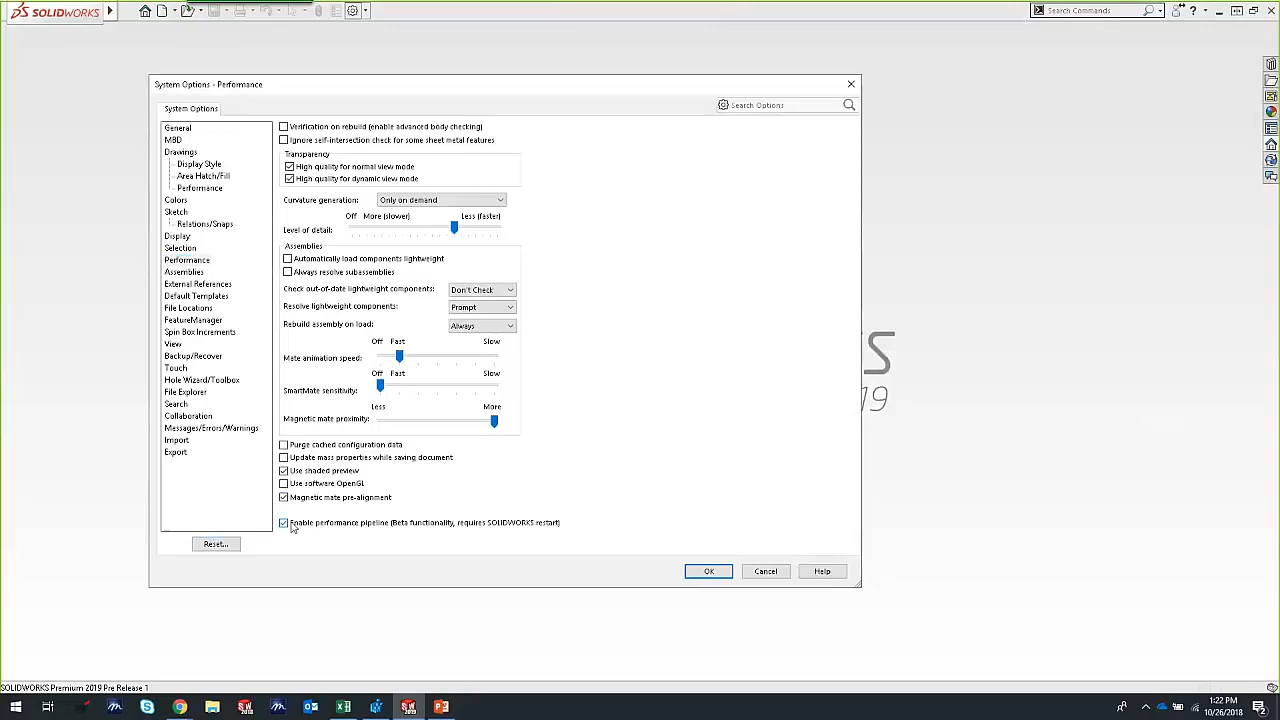 SOLIDWORKS
Search Commands
System Options - Performance
System Options
Search Options
General
MBD
Drawings
Display Style
Area Hatch/Fill
Performance
Colors
Sketch
Relations/Snaps
Display
Selection
Performance
Assemblies
External References
Default Templates
File Locations
FeatureManager
Spin Box Increments
View
Backup/Recover
Touch
Hole Wizard/Toolbox
File Explorer
Search
Collaboration
Messages/Errors/Warnings
Import
Export
Reset...
Verification on rebuild (enable advanced body checking)
Ignore self-intersection check for some sheet metal features
Transparency
High quality for normal view mode
High quality for dynamic view mode
Curvature generation: Only on demand
Off More (slower) Less (faster)
Level of detail:
Assemblies
Automatically load components lightweight
Always resolve subassemblies
Check out-of-date lightweight components: Don't Check
Resolve lightweight components: Prompt
Rebuild assembly on load: Always
Off Fast Slow
Mate animation speed:
Off Fast Slow
SmartMate sensitivity:
Less More
Magnetic mate proximity:
Purge cached configuration data
Update mass properties while saving document
Use shaded preview
Use software OpenGL
Magnetic mate pre-alignment
Enable performance pipeline (Beta functionality, requires SOLIDWORKS restart)
OK Cancel Help
S
19
SOLIDWORKS Premium 2019 Pre Release 1
1:22 PM
10/26/2018